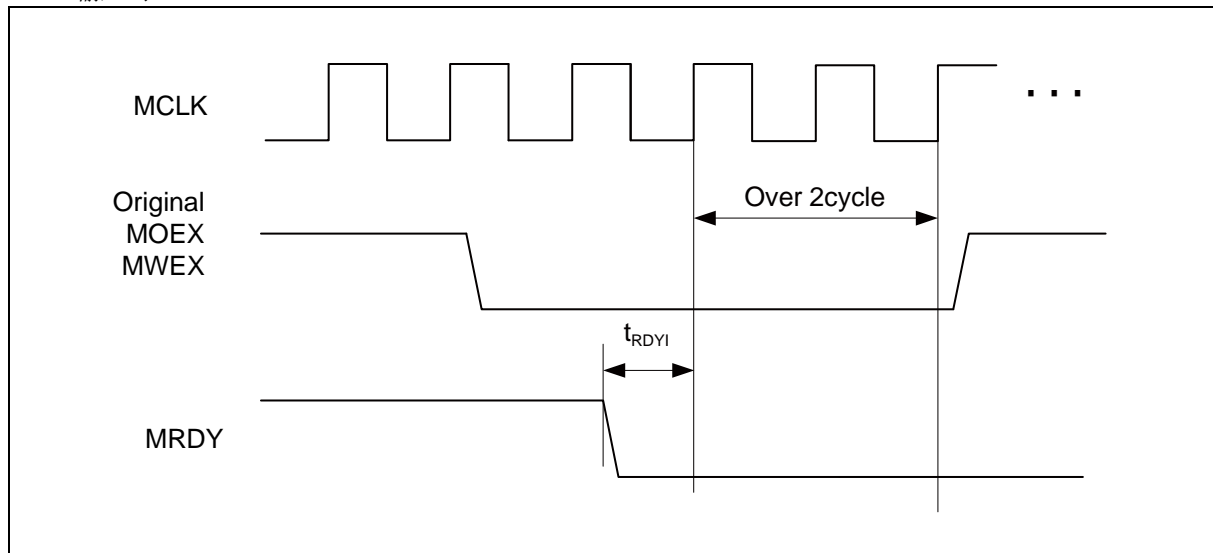 MCLK
. . .
Original
MOEX
MWEX
Over 2cycle
tRDYI
MRDY